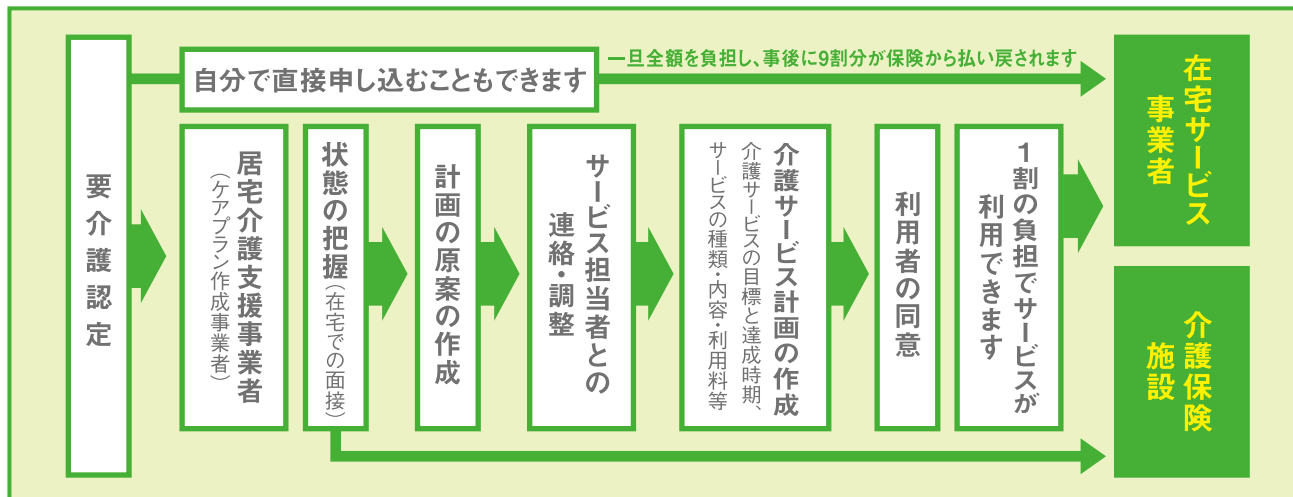 要介護認定
自分で直接申し込むこともできます
一旦全額を負担し、事後に9割分が保険から払い戻されます
居宅介護支援事業者
（ケアプラン作成事業者）
状態の把握（在宅での面接）
計画の原案の作成
サービス担当者との
連絡・調整
介護サービス計画の作成
介護サービスの目標と達成時期、
サービスの種類・内容・利用料等
利用者の同意
1割の負担でサービスが
利用できます
在宅サービス
事業者
介護保険
施設